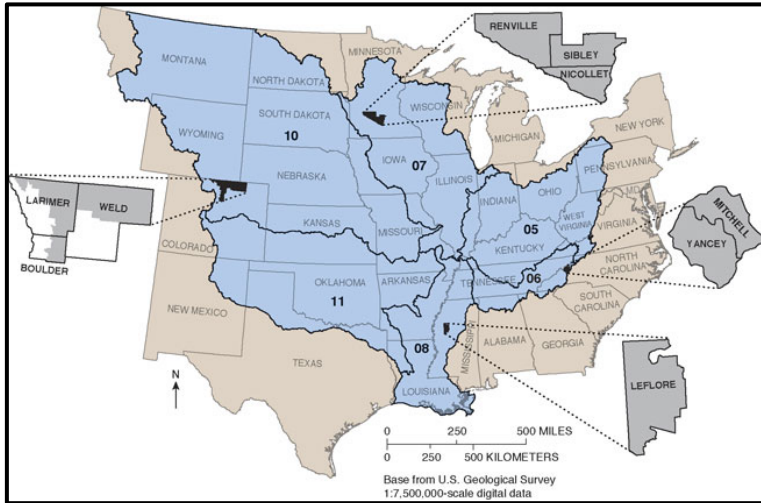 RENVILLE
SIBLEY
NICOLLET
MINNESOTA
MONTANA
NORTH DAKOTA
WISCONSIN
SOUTH DAKOTA
10
MICHIGAN
NEW YORK
WYOMING
IOWA
07
NEBRASKA
ILLINOIS
INDIANA
OHIO
PENNSYLVANIA
MD
LARIMER
WELD
BOULDER
COLORADO
KANSAS
MISSOURI
05
WEST
VIRGINIA
VIRGINIA
KENTUCKY
MITCHELL
YANCEY
OKLAHOMA
11
ARKANSAS
TENNESSEE
06
NORTH
CAROLINA
SOUTH
CAROLINA
NEW MEXICO
TEXAS
08
MISSISSIPPI
ALABAMA
GEORGIA
LOUISIANA
LEFLORE
N
0 250 500 MILES
0 250 500 KILOMETERS
Base from U.S. Geological Survey
1:7,500,000-scale digital data